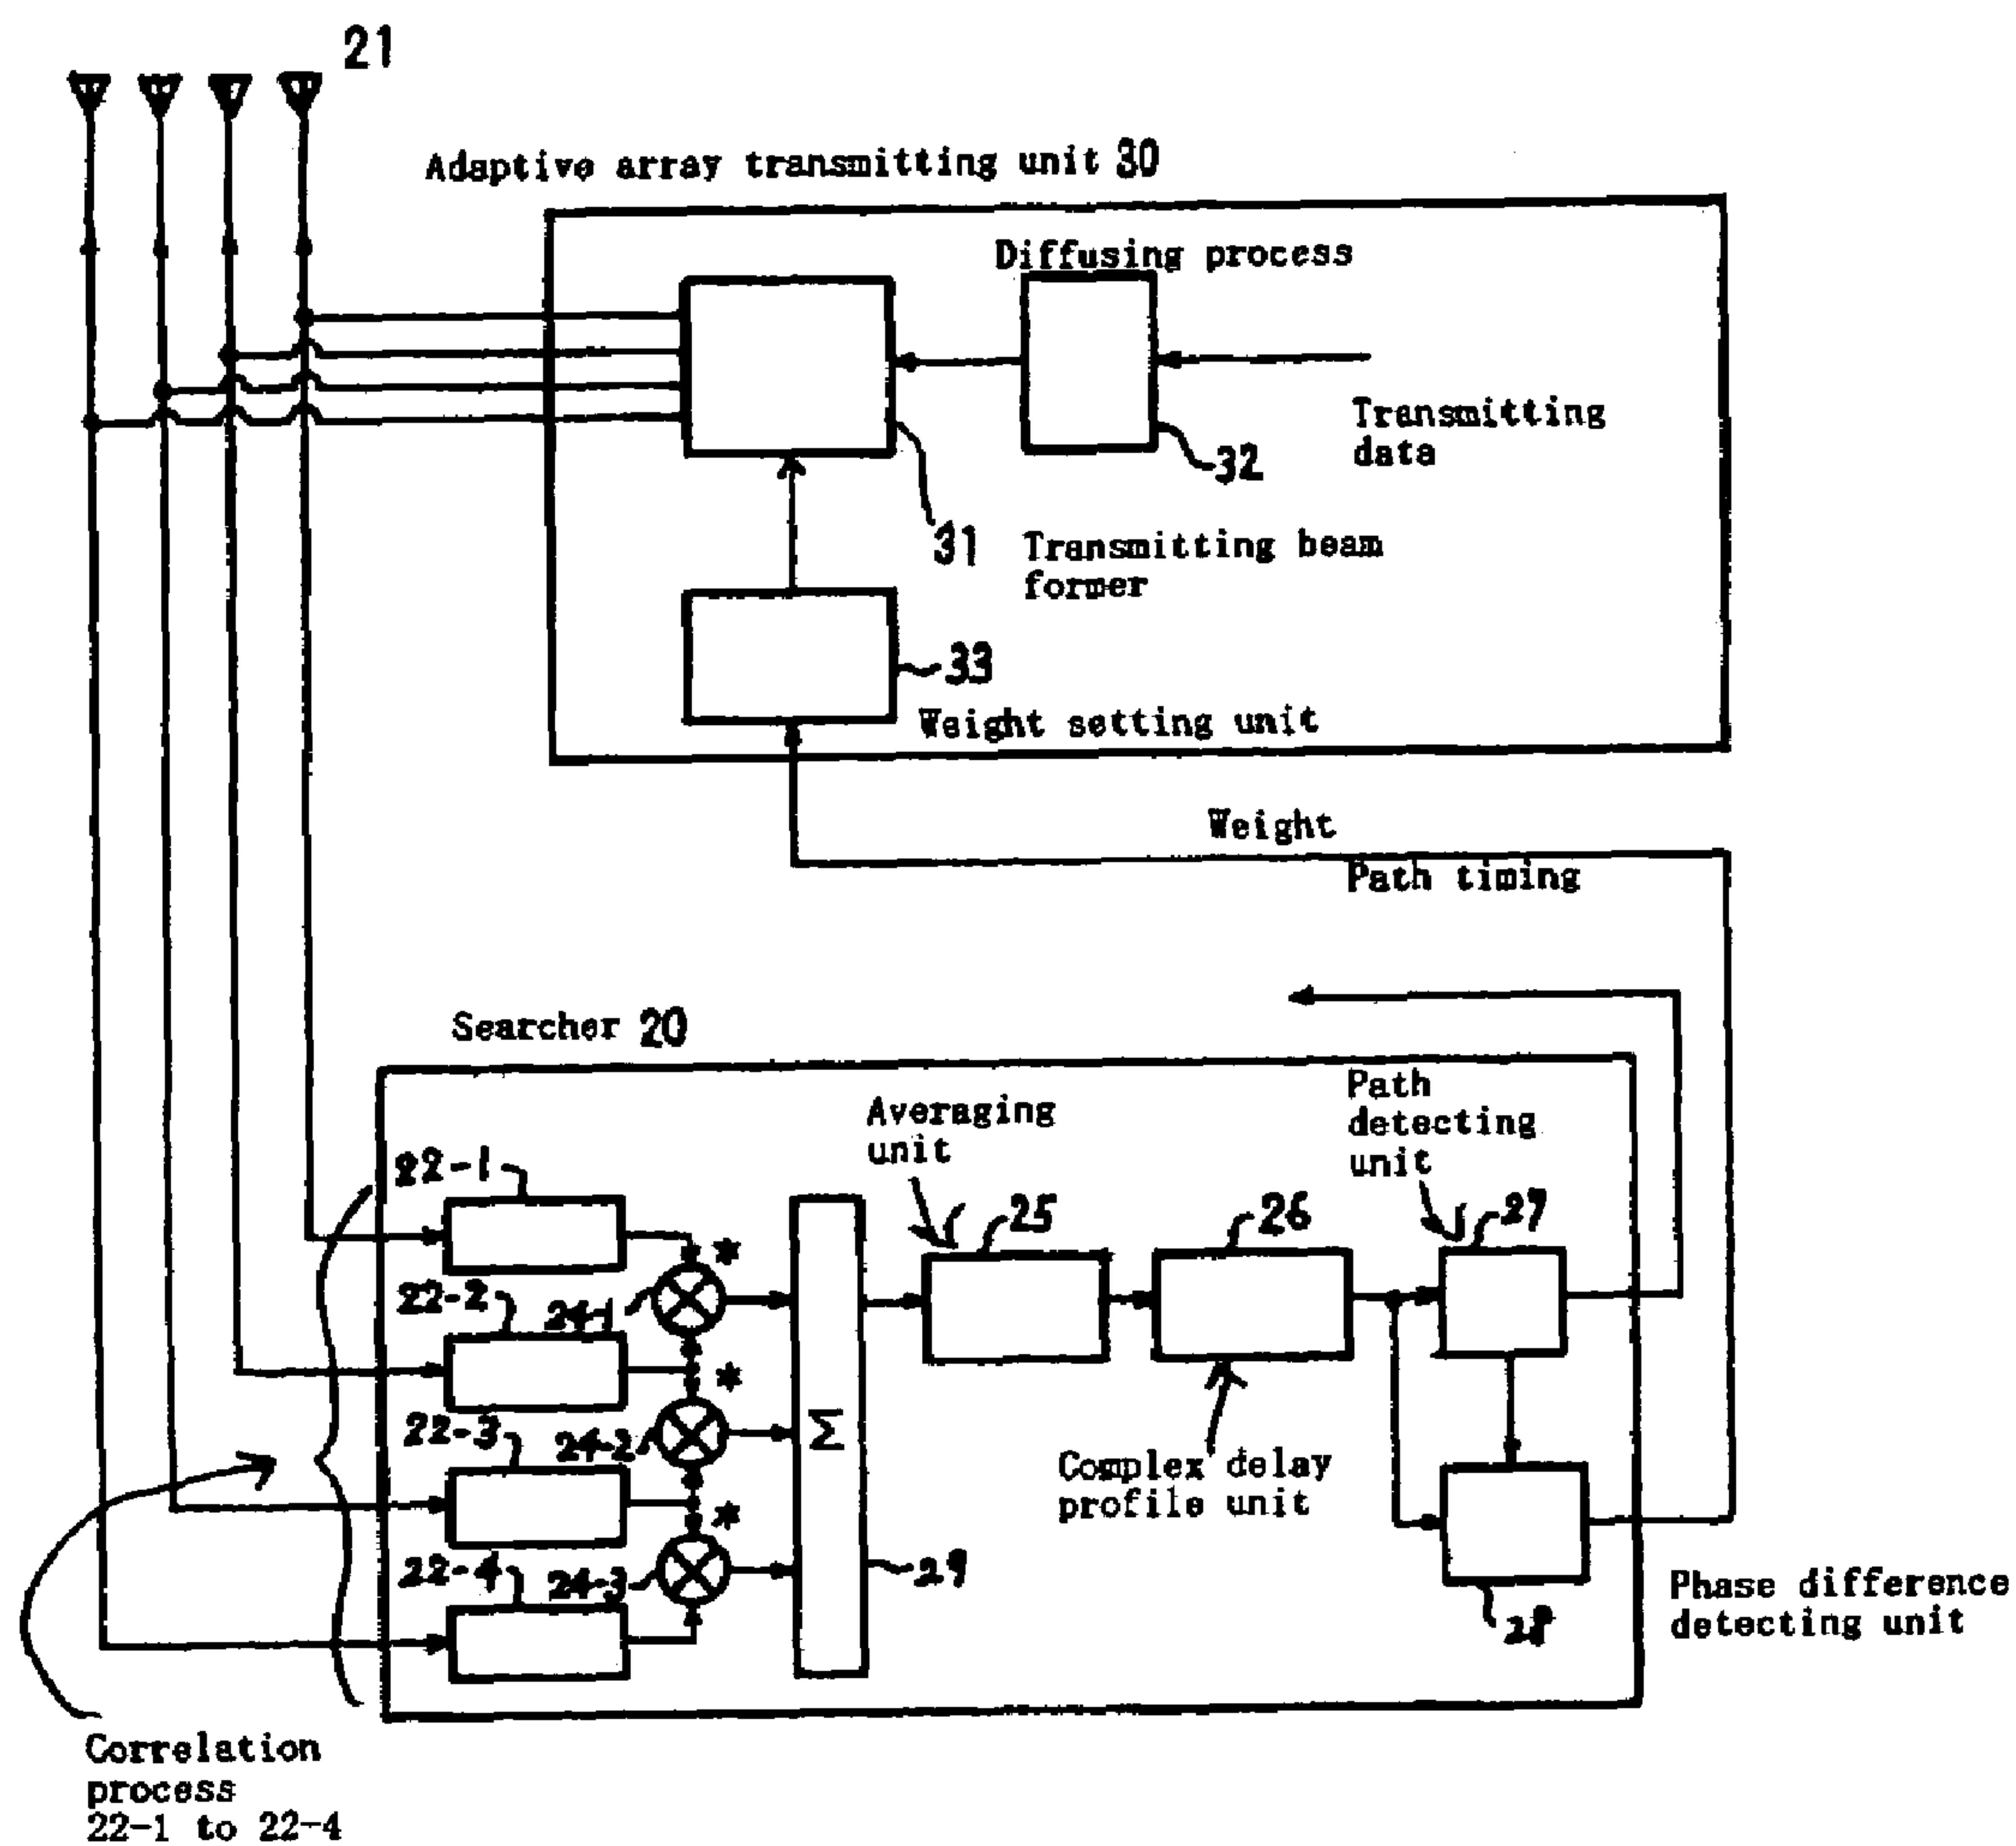 21
Adaptive array transmitting unit 30
Diffusing process
Transmitting
data
32
31
Transmitting beam
former
33
Weight setting unit
Weight
Path timing
Searcher 20
Path
detecting
unit
Averaging
unit
22-1
25
26
27
*
22-2
24-1
*
22-3
24-2
Σ
Complex delay
profile unit
*
22-4
24-3
29
28
Phase difference
detecting unit
Correlation
process
22-1 to 22-4